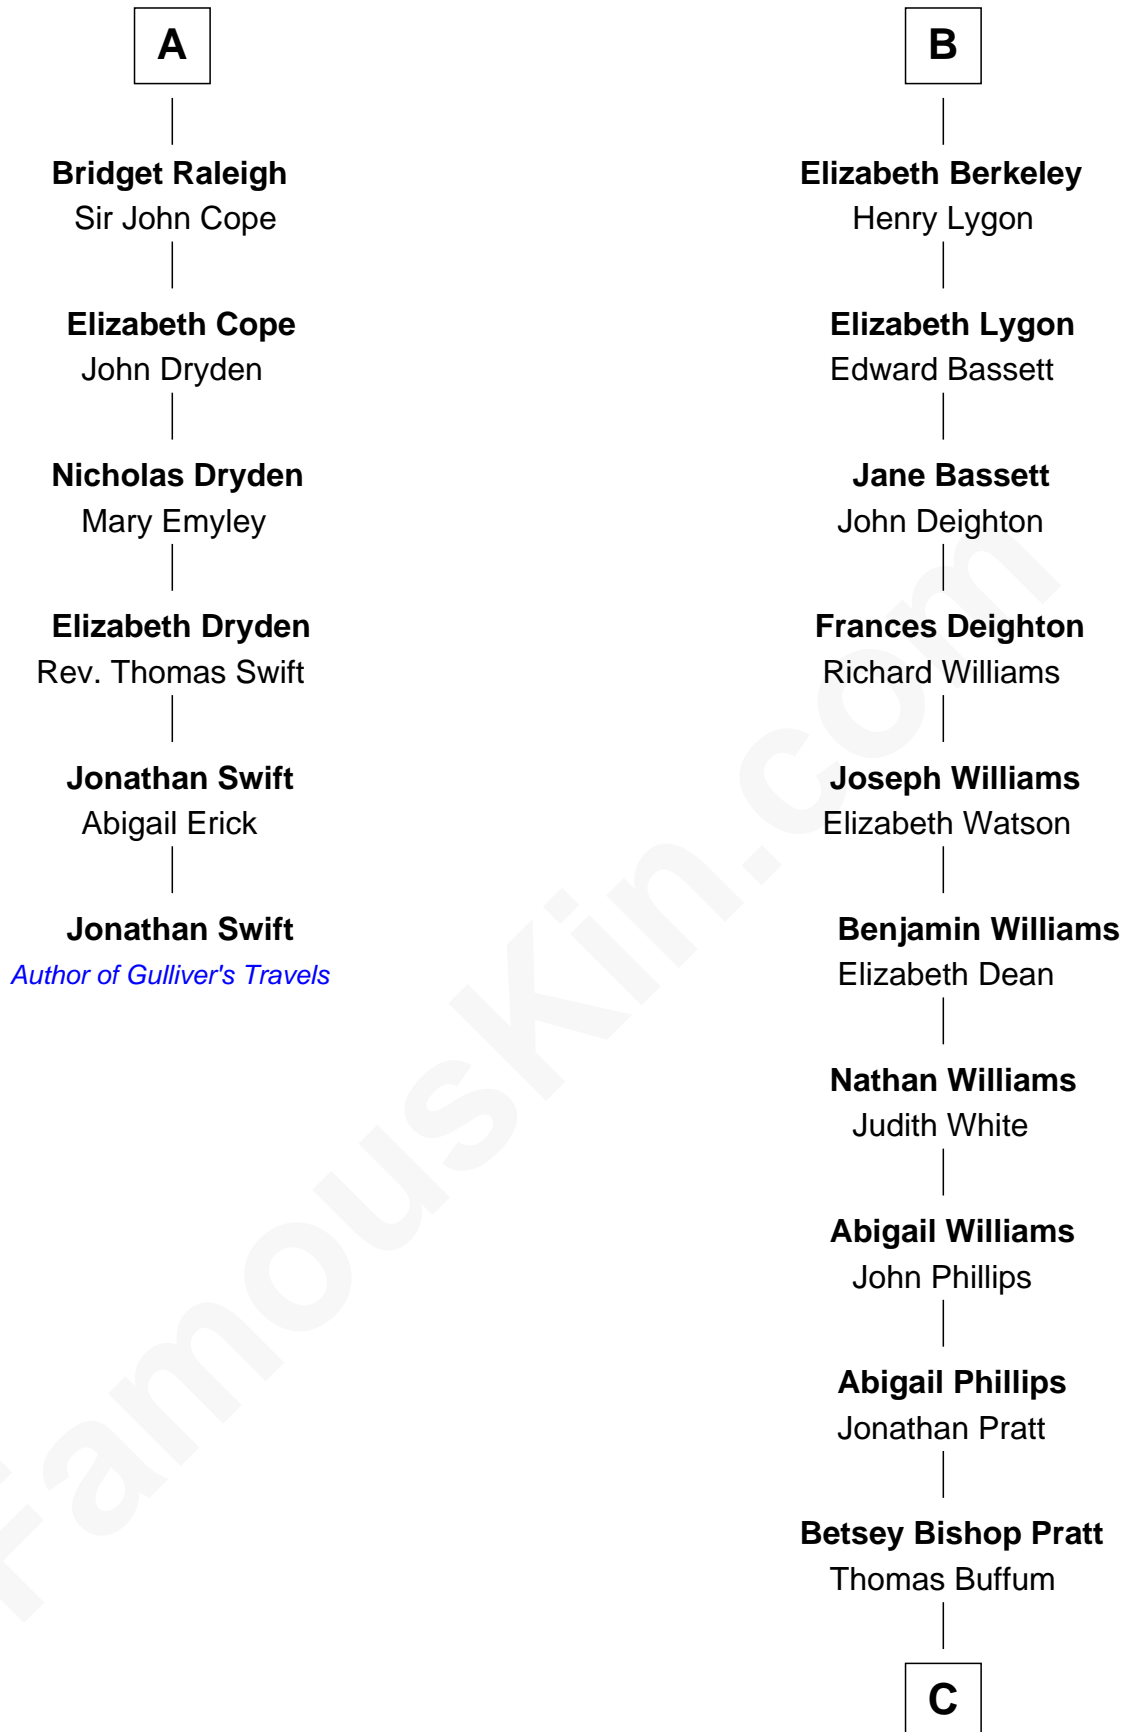 A
Bridget Raleigh
Sir John Cope
Elizabeth Cope
John Dryden
Nicholas Dryden
Mary Emyley
Elizabeth Dryden
Rev. Thomas Swift
Jonathan Swift
Abigail Erick
Jonathan Swift
Author of Gulliver's Travels
B
Elizabeth Berkeley
Henry Lygon
Elizabeth Lygon
Edward Bassett
Jane Bassett
John Deighton
Frances Deighton
Richard Williams
Joseph Williams
Elizabeth Watson
Benjamin Williams
Elizabeth Dean
Nathan Williams
Judith White
Abigail Williams
John Phillips
Abigail Phillips
Jonathan Pratt
Betsey Bishop Pratt
Thomas Buffum
C
FamousKin.com